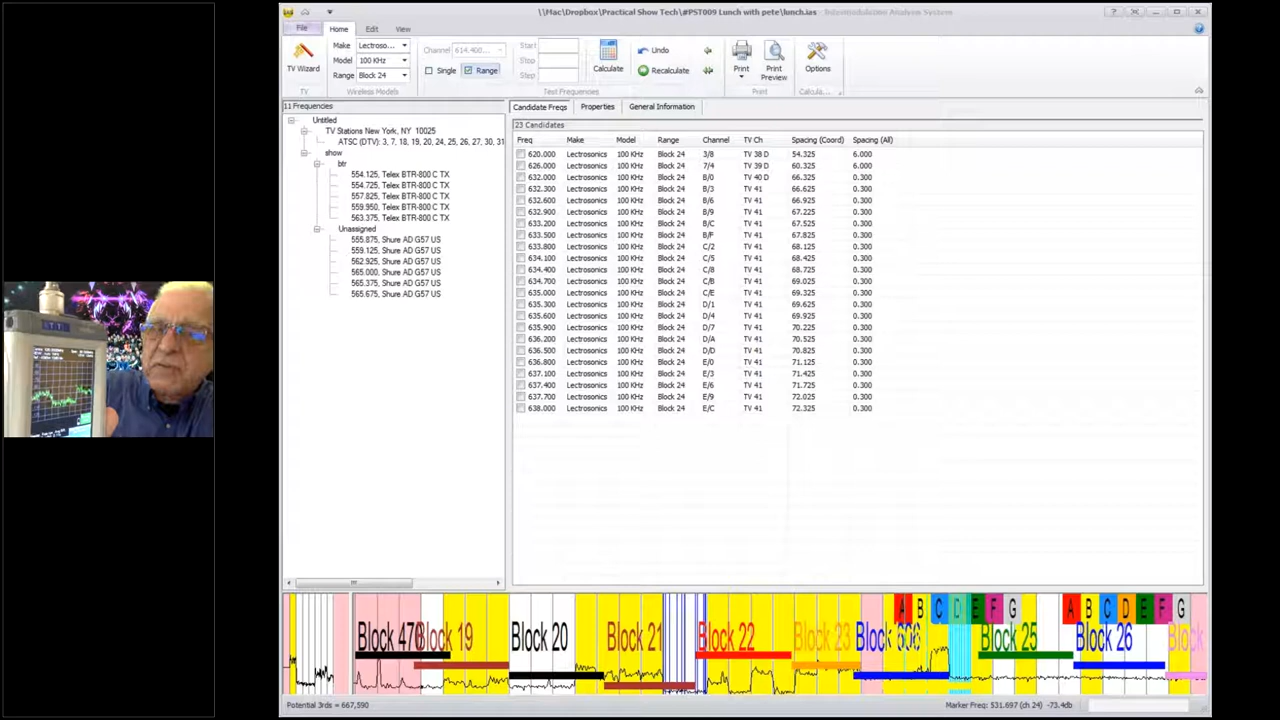 \\Mac\Dropbox\Practical Show Tech\#PST009 Lunch with pete\lunch.ias - Intermodulation Analysis System
File Home Edit View
TV Wizard
TV
Make Lectroso...
Model 100 KHz
Range Block 24
Wireless Models
Channel 614.400...
Single Range
Start
Stop
Step
Test Frequencies
Calculate
Undo
Recalculate
Print
Print Preview
Print
Options
Calcula...
11 Frequencies
Untitled
TV Stations New York, NY 10025
ATSC (DTV): 3, 7, 18, 19, 20, 24, 25, 26, 27, 30, 31
show
btr
554.125, Telex BTR-800 C TX
554.725, Telex BTR-800 C TX
557.825, Telex BTR-800 C TX
559.950, Telex BTR-800 C TX
563.375, Telex BTR-800 C TX
Unassigned
555.875, Shure AD G57 US
559.125, Shure AD G57 US
562.925, Shure AD G57 US
565.000, Shure AD G57 US
565.375, Shure AD G57 US
565.675, Shure AD G57 US
Candidate Freqs Properties General Information
23 Candidates
Freq Make Model Range Channel TV Ch Spacing (Coord) Spacing (All)
620.000 Lectrosonics 100 KHz Block 24 3/8 TV 38 D 54.325 6.000
626.000 Lectrosonics 100 KHz Block 24 7/4 TV 39 D 60.325 6.000
632.000 Lectrosonics 100 KHz Block 24 B/0 TV 40 D 66.325 0.300
632.300 Lectrosonics 100 KHz Block 24 B/3 TV 41 66.625 0.300
632.600 Lectrosonics 100 KHz Block 24 B/6 TV 41 66.925 0.300
632.900 Lectrosonics 100 KHz Block 24 B/9 TV 41 67.225 0.300
633.200 Lectrosonics 100 KHz Block 24 B/C TV 41 67.525 0.300
633.500 Lectrosonics 100 KHz Block 24 B/F TV 41 67.825 0.300
633.800 Lectrosonics 100 KHz Block 24 C/2 TV 41 68.125 0.300
634.100 Lectrosonics 100 KHz Block 24 C/5 TV 41 68.425 0.300
634.400 Lectrosonics 100 KHz Block 24 C/8 TV 41 68.725 0.300
634.700 Lectrosonics 100 KHz Block 24 C/B TV 41 69.025 0.300
635.000 Lectrosonics 100 KHz Block 24 C/E TV 41 69.325 0.300
635.300 Lectrosonics 100 KHz Block 24 D/1 TV 41 69.625 0.300
635.600 Lectrosonics 100 KHz Block 24 D/4 TV 41 69.925 0.300
635.900 Lectrosonics 100 KHz Block 24 D/7 TV 41 70.225 0.300
636.200 Lectrosonics 100 KHz Block 24 D/A TV 41 70.525 0.300
636.500 Lectrosonics 100 KHz Block 24 D/D TV 41 70.825 0.300
636.800 Lectrosonics 100 KHz Block 24 E/0 TV 41 71.125 0.300
637.100 Lectrosonics 100 KHz Block 24 E/3 TV 41 71.425 0.300
637.400 Lectrosonics 100 KHz Block 24 E/6 TV 41 71.725 0.300
637.700 Lectrosonics 100 KHz Block 24 E/9 TV 41 72.025 0.300
638.000 Lectrosonics 100 KHz Block 24 E/C TV 41 72.325 0.300
A B C D E F G A B C D E F G
Block 470 Block 19 Block 20 Block 21 Block 22 Block 23 Block 606 Block 25 Block 26
Potential 3rds = 667,590
Marker Freq: 531.697 (ch 24) -73.4db